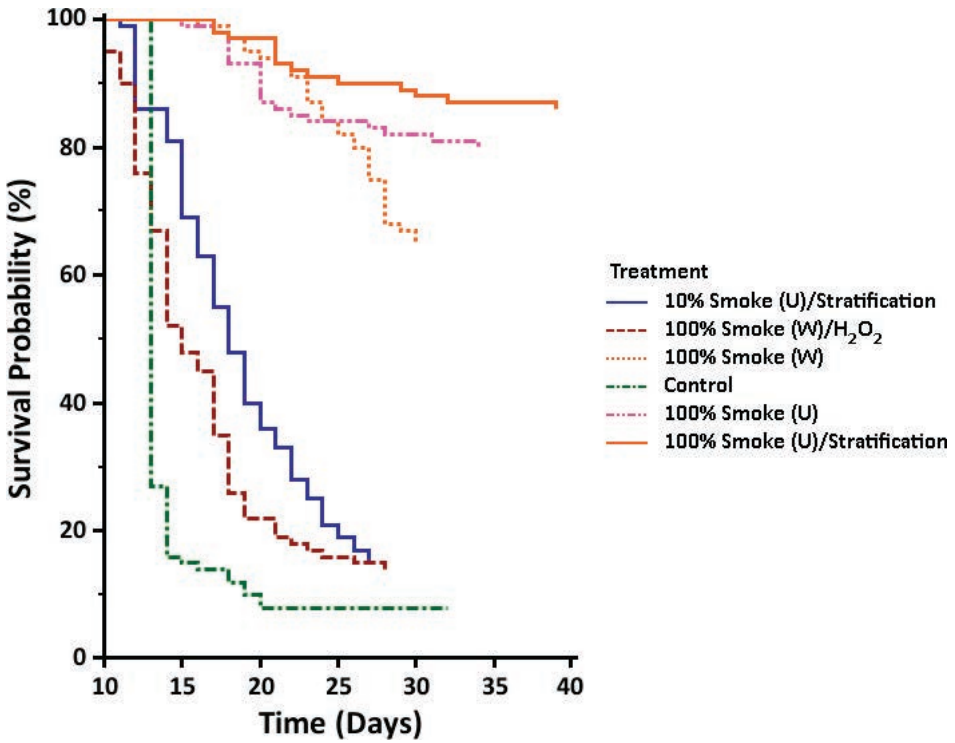 100
80
60
40
20
0
Survival Probability (%)
10 15 20 25 30 35 40
Time (Days)
Treatment
10% Smoke (U)/Stratification
100% Smoke (W)/H₂O₂
100% Smoke (W)
Control
100% Smoke (U)
100% Smoke (U)/Stratification